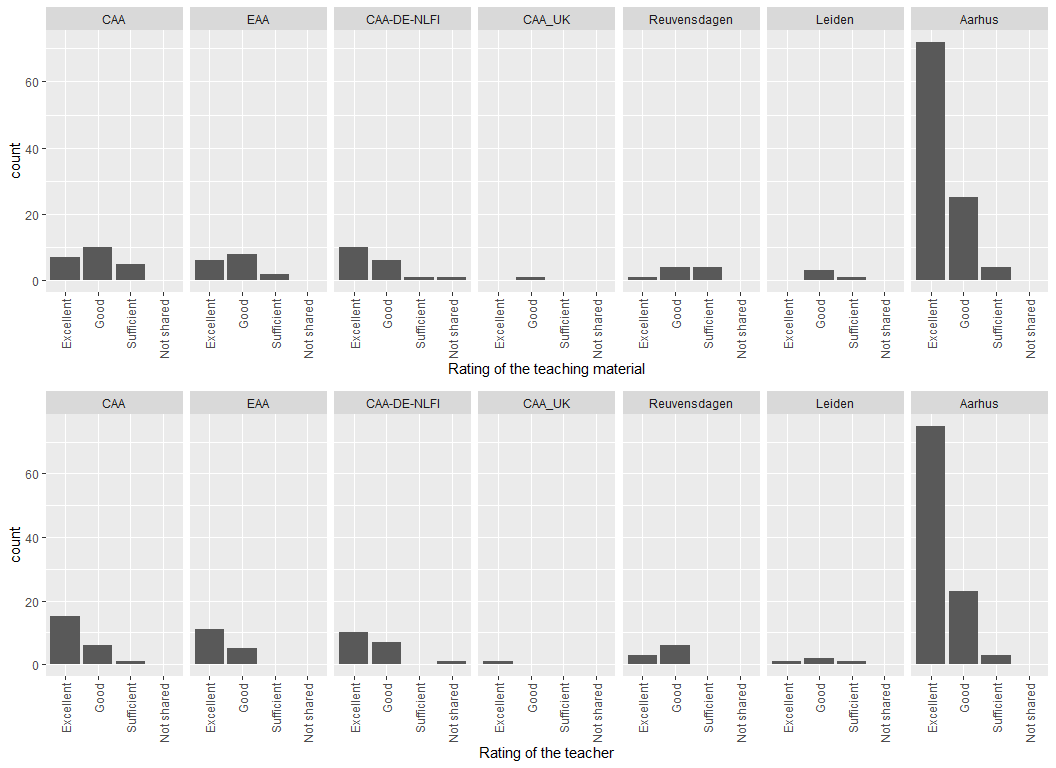 CAA EAA CAA-DE-NLFI CAA_UK Reuvensdagen Leiden Aarhus
60
40
20
0
count
Excellent Good Sufficient Not shared Excellent Good Sufficient Not shared Excellent Good Sufficient Not shared Excellent Good Sufficient Not shared Excellent Good Sufficient Not shared Excellent Good Sufficient Not shared Excellent Good Sufficient Not shared
Rating of the teaching material
CAA EAA CAA-DE-NLFI CAA_UK Reuvensdagen Leiden Aarhus
60
40
20
0
count
Excellent Good Sufficient Not shared Excellent Good Sufficient Not shared Excellent Good Sufficient Not shared Excellent Good Sufficient Not shared Excellent Good Sufficient Not shared Excellent Good Sufficient Not shared Excellent Good Sufficient Not shared
Rating of the teacher